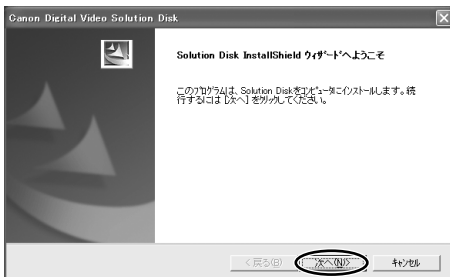 Canon Digital Video Solution Disk
Solution Disk InstallShield ウィザードへようこそ
このプログラムは、Solution Diskをコンピュータにインストールします。続
行するには [次へ] をクリックしてください。
< 戻る(B)
次へ(N)>
キャンセル